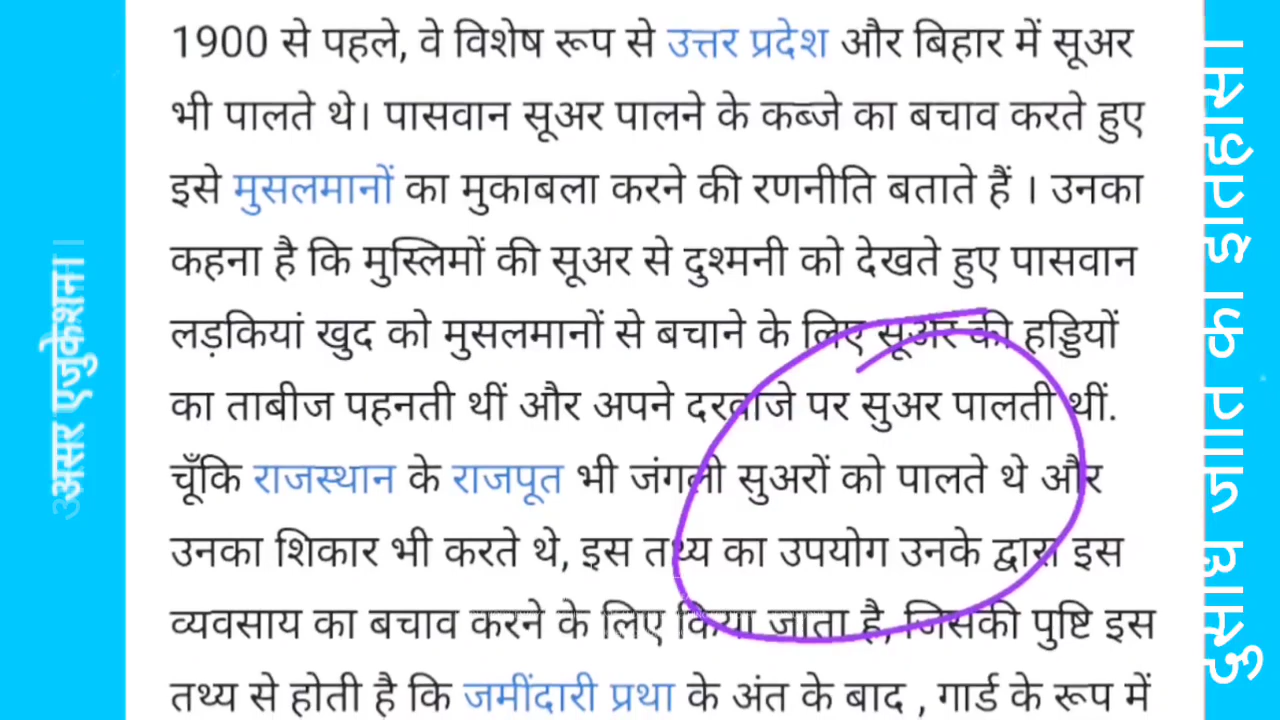 1900 से पहले, वे विशेष रूप से उत्तर प्रदेश और बिहार में सूअर
भी पालते थे। पासवान सूअर पालने के कब्जे का बचाव करते हुए
इसे मुसलमानों का मुकाबला करने की रणनीति बताते हैं । उनका
कहना है कि मुस्लिमों की सूअर से दुश्मनी को देखते हुए पासवान
लड़कियां खुद को मुसलमानों से बचाने के लिए सूअर की हड्डियों
का ताबीज पहनती थीं और अपने दरवाजे पर सुअर पालती थीं.
चूँकि राजस्थान के राजपूत भी जंगली सुअरों को पालते थे और
उनका शिकार भी करते थे, इस तथ्य का उपयोग उनके द्वारा इस
व्यवसाय का बचाव करने के लिए किया जाता है, जिसकी पुष्टि इस
तथ्य से होती है कि जमींदारी प्रथा के अंत के बाद , गार्ड के रूप में
असर एजुकेशन।
दुसाध जाति का इतिहास।